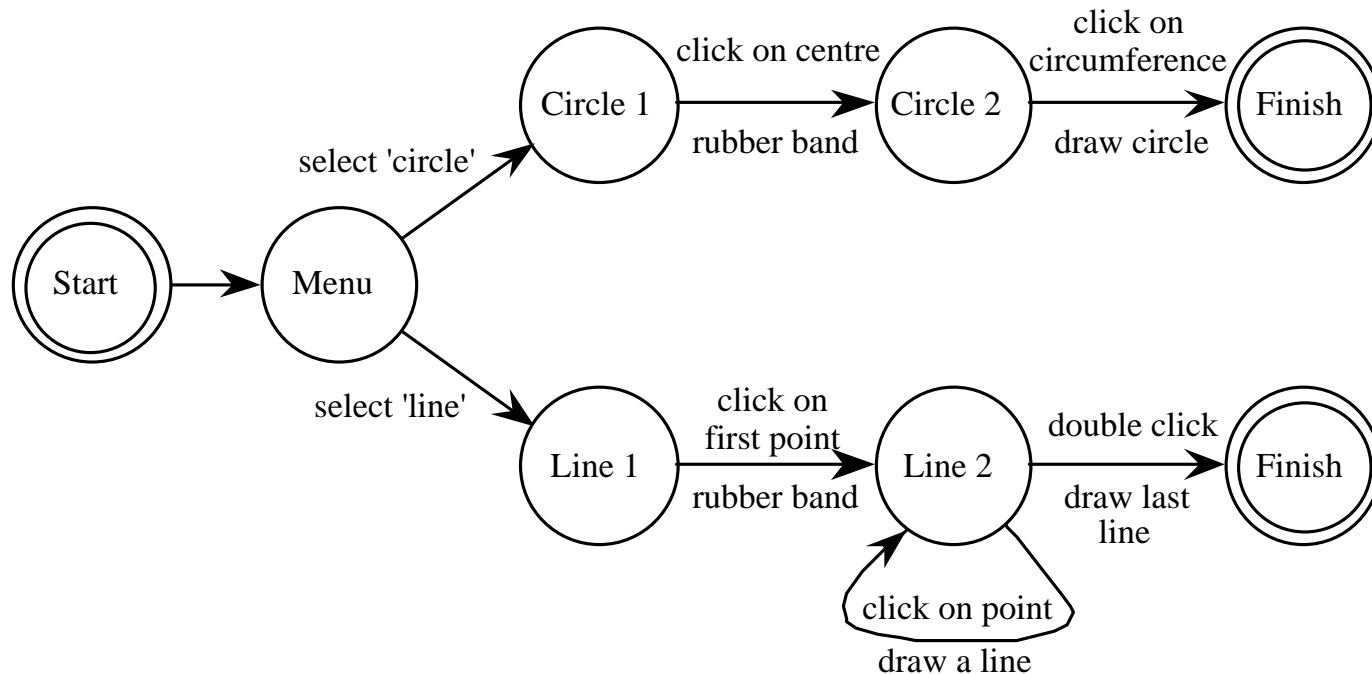 click on centre
click on
circumference
Circle 1
Circle 2
Finish
rubber band
draw circle
select 'circle'
Start
Menu
select 'line'
click on
first point
double click
Line 1
Line 2
Finish
rubber band
draw last
line
click on point
draw a line